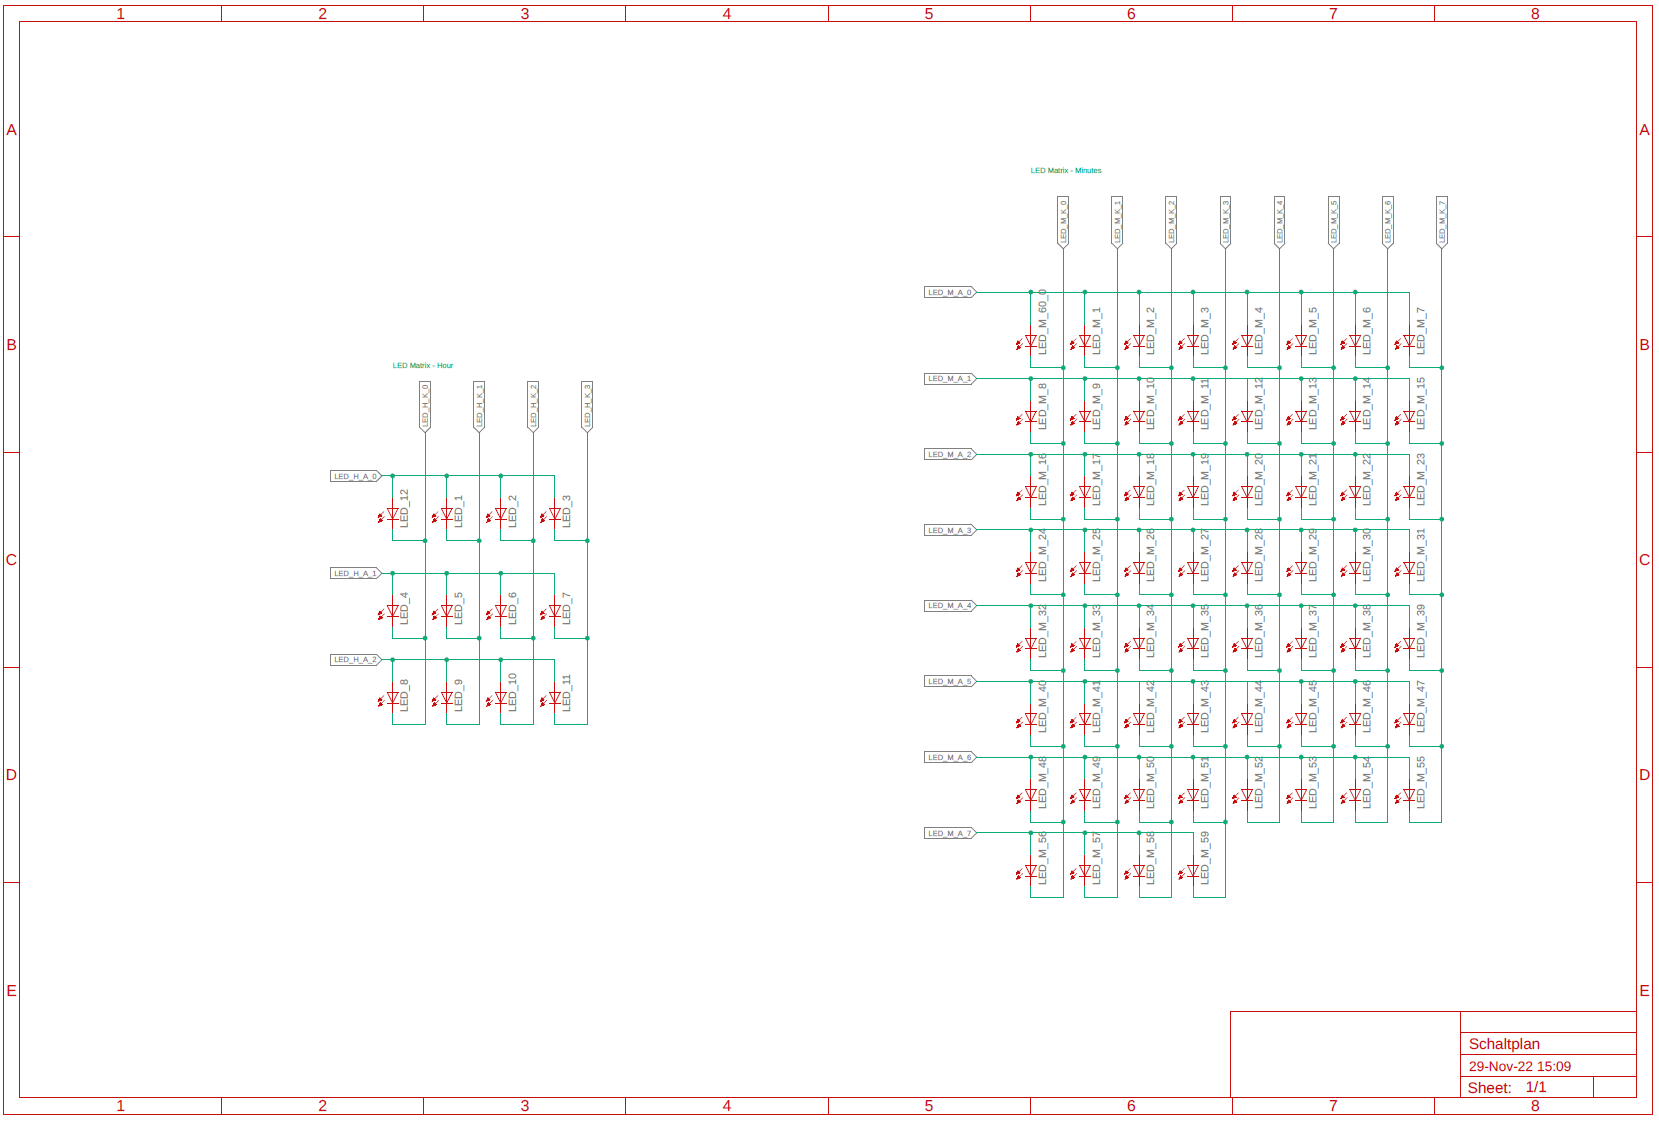 1 2 3 4 5 6 7 8
A A
LED Matrix - Minutes
LED_M_K_0 LED_M_K_1 LED_M_K_2 LED_M_K_3 LED_M_K_4 LED_M_K_5 LED_M_K_6 LED_M_K_7
LED_M_A_0
LED_M_60_0 LED_M_1 LED_M_2 LED_M_3 LED_M_4 LED_M_5 LED_M_6 LED_M_7
B B
LED_M_A_1
LED_M_8 LED_M_9 LED_M_10 LED_M_11 LED_M_12 LED_M_13 LED_M_14 LED_M_15
LED_M_A_2
LED_M_16 LED_M_17 LED_M_18 LED_M_19 LED_M_20 LED_M_21 LED_M_22 LED_M_23
LED_M_A_3
LED_M_24 LED_M_25 LED_M_26 LED_M_27 LED_M_28 LED_M_29 LED_M_30 LED_M_31
C C
LED_M_A_4
LED_M_32 LED_M_33 LED_M_34 LED_M_35 LED_M_36 LED_M_37 LED_M_38 LED_M_39
LED_M_A_5
LED_M_40 LED_M_41 LED_M_42 LED_M_43 LED_M_44 LED_M_45 LED_M_46 LED_M_47
LED_M_A_6
LED_M_48 LED_M_49 LED_M_50 LED_M_51 LED_M_52 LED_M_53 LED_M_54 LED_M_55
D D
LED_M_A_7
LED_M_56 LED_M_57 LED_M_58 LED_M_59
LED Matrix - Hour
LED_H_K_0 LED_H_K_1 LED_H_K_2 LED_H_K_3
LED_H_A_0
LED_12 LED_1 LED_2 LED_3
LED_H_A_1
LED_4 LED_5 LED_6 LED_7
LED_H_A_2
LED_8 LED_9 LED_10 LED_11
E E
Schaltplan
29-Nov-22 15:09
Sheet: 1/1
1 2 3 4 5 6 7 8